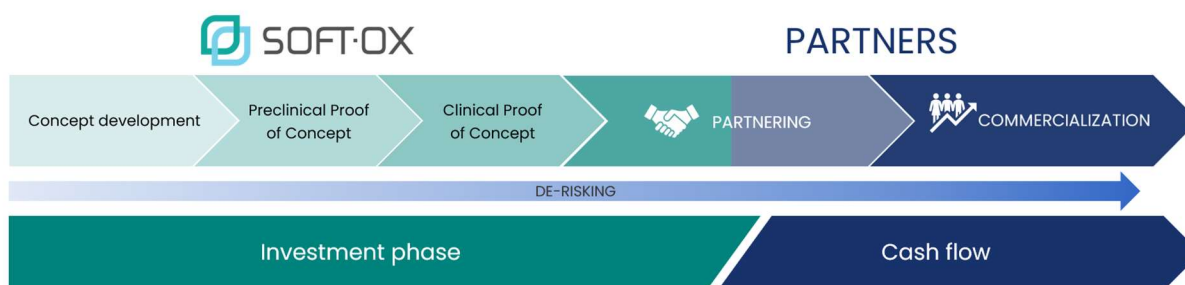 SOFT·OX
PARTNERS
Concept development
Preclinical Proof
of Concept
Clinical Proof
of Concept
PARTNERING
COMMERCIALIZATION
DE-RISKING
Investment phase
Cash flow